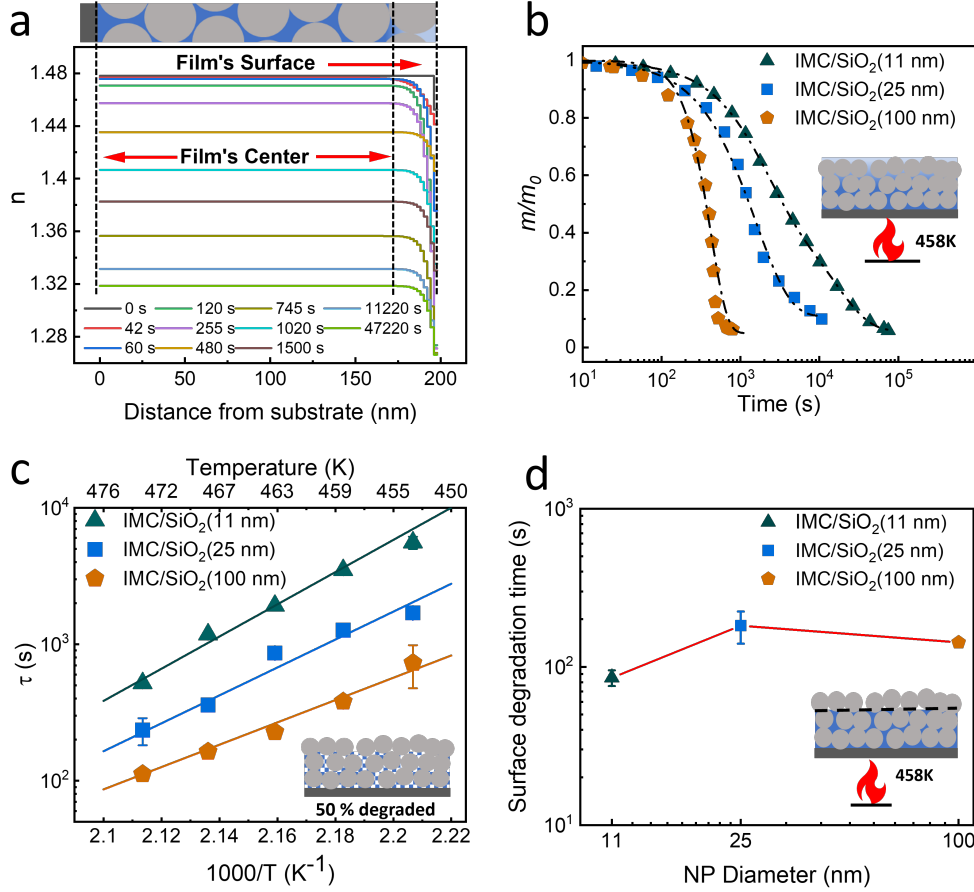 a
Film's Surface
Film's Center
n
1.48
1.44
1.4
1.36
1.32
1.28
0 s
120 s
745 s
11220 s
42 s
255 s
1020 s
47220 s
60 s
480 s
1500 s
0
50
100
150
200
Distance from substrate (nm)
b
IMC/SiO₂(11 nm)
IMC/SiO₂(25 nm)
IMC/SiO₂(100 nm)
m/m₀
1
0.8
0.6
0.4
0.2
0
458K
10¹ 10² 10³ 10⁴ 10⁵
Time (s)
c
Temperature (K)
476 472 467 463 459 455 450
IMC/SiO₂(11 nm)
IMC/SiO₂(25 nm)
IMC/SiO₂(100 nm)
τ (s)
10⁴
10³
10²
50 % degraded
2.1 2.12 2.14 2.16 2.18 2.2 2.22
1000/T (K⁻¹)
d
IMC/SiO₂(11 nm)
IMC/SiO₂(25 nm)
IMC/SiO₂(100 nm)
Surface degradation time (s)
10³
10²
10¹
458K
11 25 100
NP Diameter (nm)